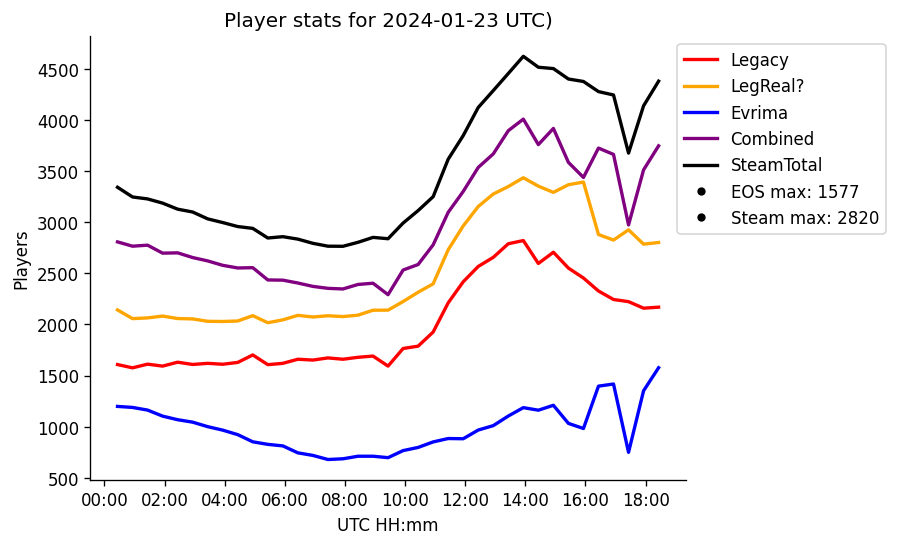 Player stats for 2024-01-23 UTC)
Players
4500
4000
3500
3000
2500
2000
1500
1000
500
00:00 02:00 04:00 06:00 08:00 10:00 12:00 14:00 16:00 18:00
UTC HH:mm
Legacy
LegReal?
Evrima
Combined
SteamTotal
EOS max: 1577
Steam max: 2820